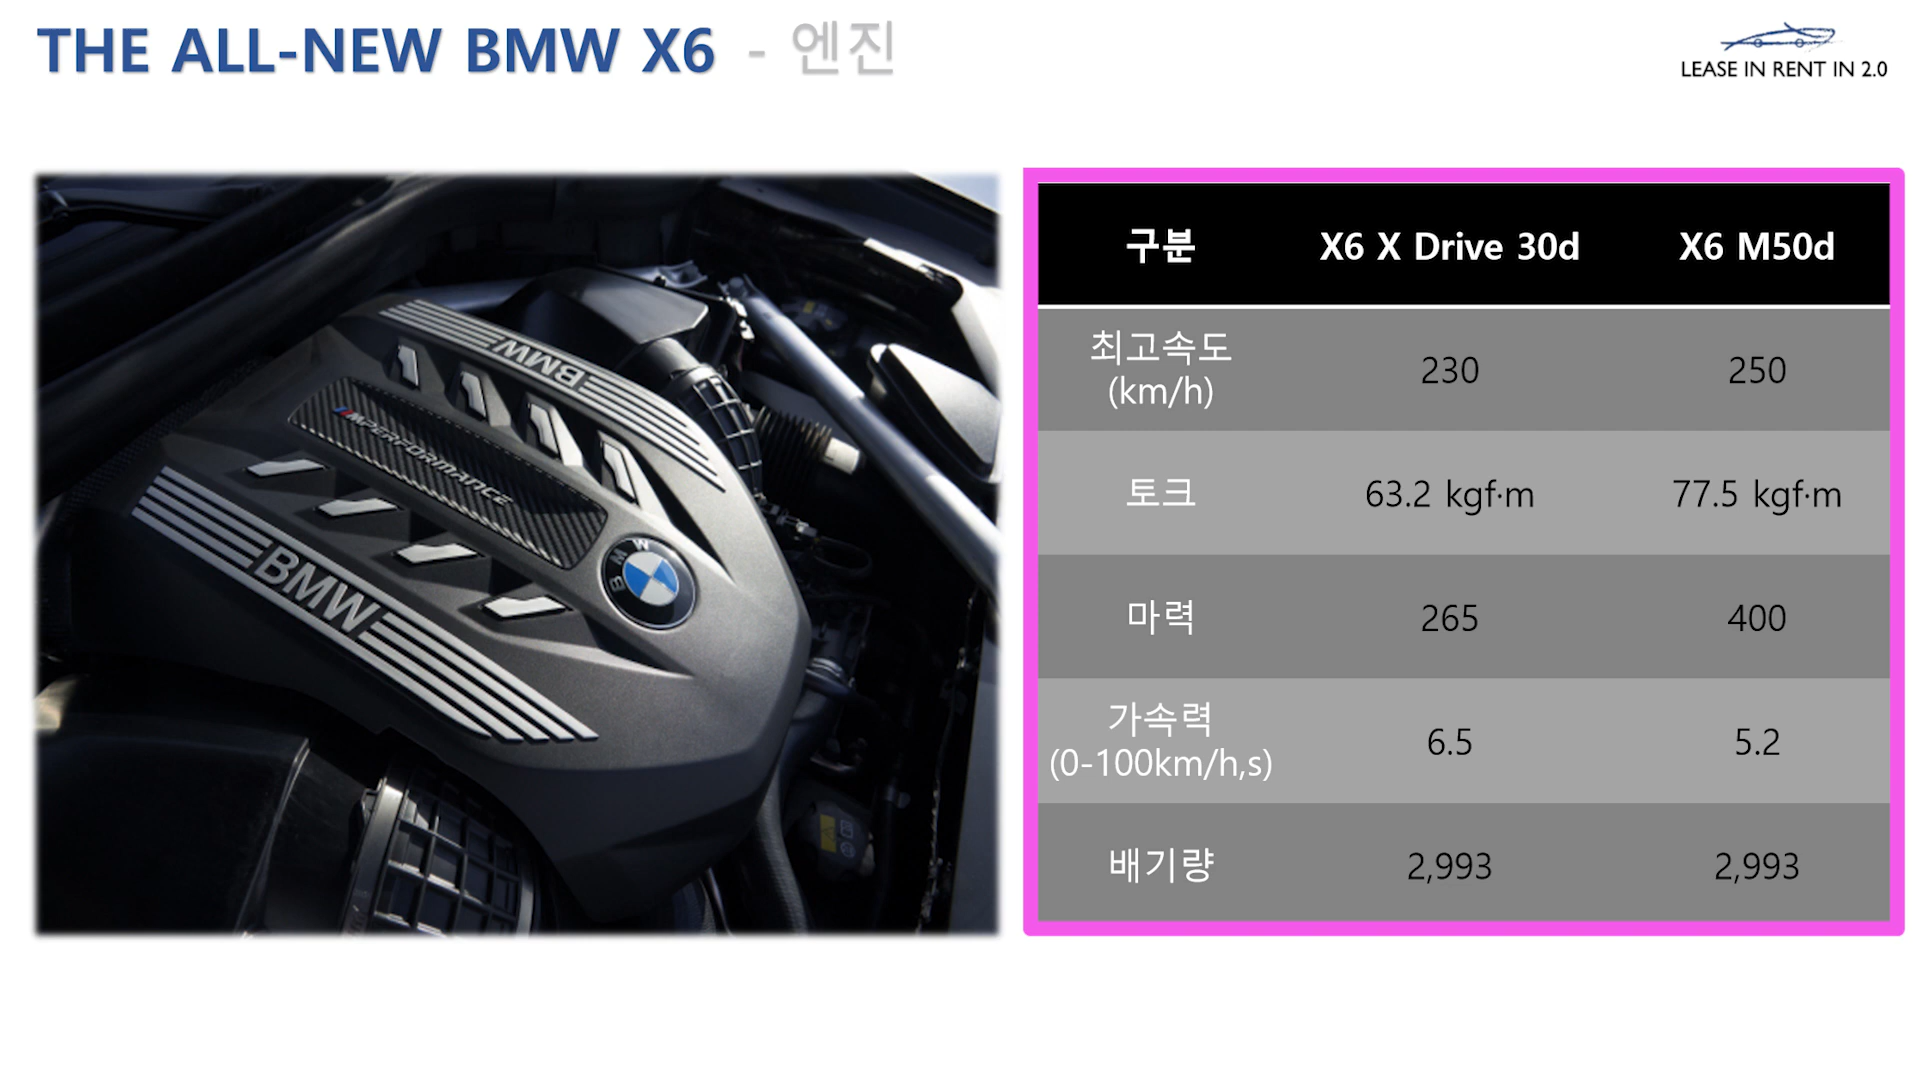 THE ALL-NEW BMW X6 - 엔진
LEASE IN RENT IN 2.0
BMW
MPERFORMANCE
BMW
BMW
구분 X6 X Drive 30d X6 M50d
최고속도
(km/h) 230 250
토크 63.2 kgf·m 77.5 kgf·m
마력 265 400
가속력
(0-100km/h,s) 6.5 5.2
배기량 2,993 2,993